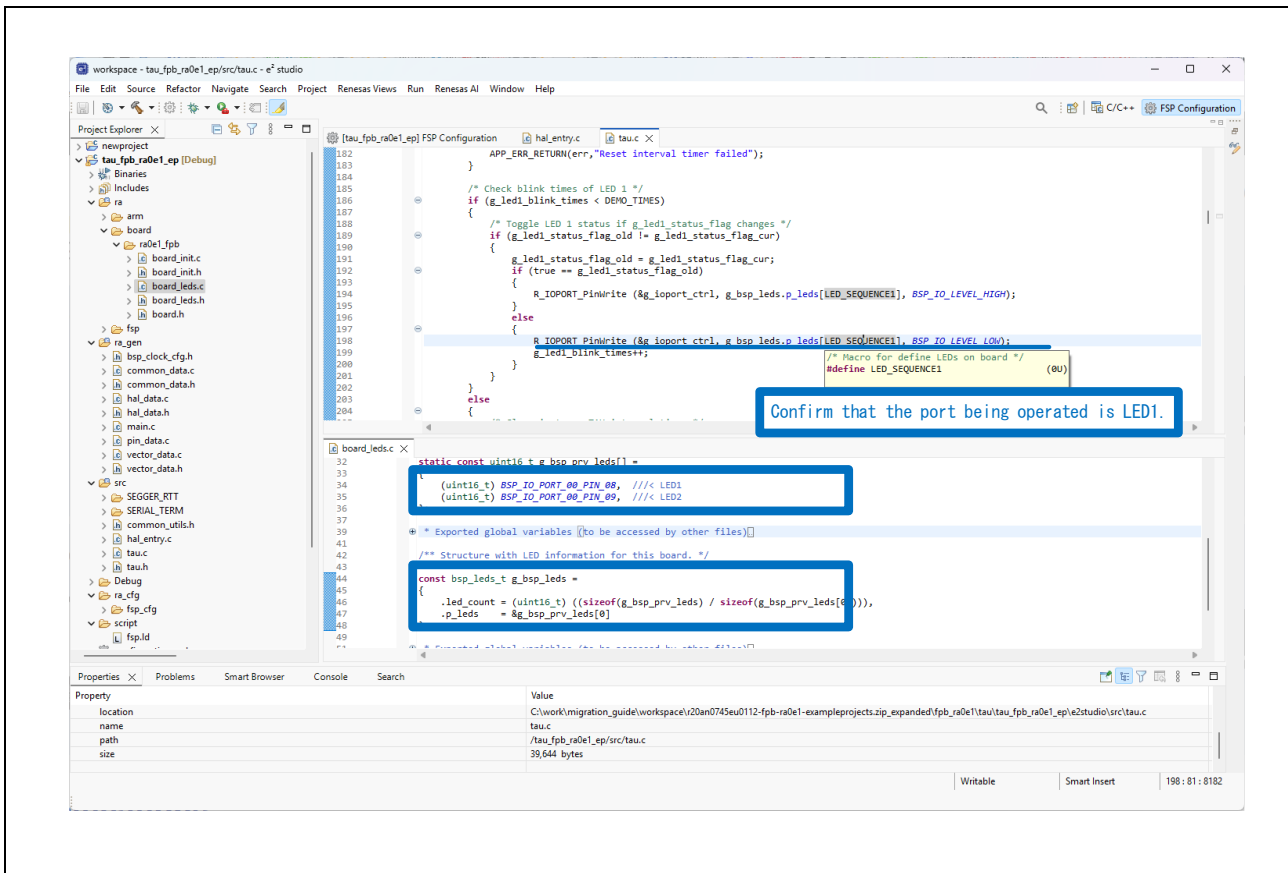 workspace - tau_fpb_ra0e1_ep/src/tau.c - e² studio
File Edit Source Refactor Navigate Search Project Renesas Views Run Renesas AI Window Help
C/C++ FSP Configuration
Project Explorer
newproject
tau_fpb_ra0e1_ep [Debug]
Binaries
Includes
ra
arm
board
ra0e1_fpb
board_init.c
board_init.h
board_leds.c
board_leds.h
board.h
fsp
ra_gen
bsp_clock_cfg.h
common_data.c
common_data.h
hal_data.c
hal_data.h
main.c
pin_data.c
vector_data.c
vector_data.h
src
SEGGER_RTT
SERIAL_TERM
common_utils.h
hal_entry.c
tau.c
tau.h
Debug
ra_cfg
fsp_cfg
script
fsp.ld
[tau_fpb_ra0e1_ep] FSP Configuration hal_entry.c tau.c
182 APP_ERR_RETURN(err,"Reset interval timer failed");
183 }
184
185 /* Check blink times of LED 1 */
186 if (g_led1_blink_times < DEMO_TIMES)
187 {
188 /* Toggle LED 1 status if g_led1_status_flag changes */
189 if (g_led1_status_flag_old != g_led1_status_flag_cur)
190 {
191 g_led1_status_flag_old = g_led1_status_flag_cur;
192 if (true == g_led1_status_flag_old)
193 {
194 R_IOPORT_PinWrite (&g_ioport_ctrl, g_bsp_leds.p_leds[LED_SEQUENCE1], BSP_IO_LEVEL_HIGH);
195 }
196 else
197 {
198 R_IOPORT_PinWrite (&g_ioport_ctrl, g_bsp_leds.p_leds[LED_SEQUENCE1], BSP_IO_LEVEL_LOW);
199 g_led1_blink_times++;
200 }
201 }
202 }
203 else
204 {
/* Macro for define LEDs on board */
#define LED_SEQUENCE1 (0U)
Confirm that the port being operated is LED1.
board_leds.c
32 static const uint16_t g_bsp_prv_leds[] =
33 {
34 (uint16_t) BSP_IO_PORT_00_PIN_08, ///< LED1
35 (uint16_t) BSP_IO_PORT_00_PIN_09, ///< LED2
36
37
39 * Exported global variables (to be accessed by other files)
41
42 /** Structure with LED information for this board. */
43
44 const bsp_leds_t g_bsp_leds =
45 {
46 .led_count = (uint16_t) ((sizeof(g_bsp_prv_leds) / sizeof(g_bsp_prv_leds[0]))),
47 .p_leds = &g_bsp_prv_leds[0]
48
49
51 * Exported global variables (to be accessed by other files)
Properties Problems Smart Browser Console Search
Property Value
location C:\work\migration_guide\workspace\r20an0745eu0112-fpb-ra0e1-exampleprojects.zip_expanded\fpb_ra0e1\tau\tau_fpb_ra0e1_ep\e2studio\src\tau.c
name tau.c
path /tau_fpb_ra0e1_ep/src/tau.c
size 39,644 bytes
Writable Smart Insert 198 : 81 : 8182